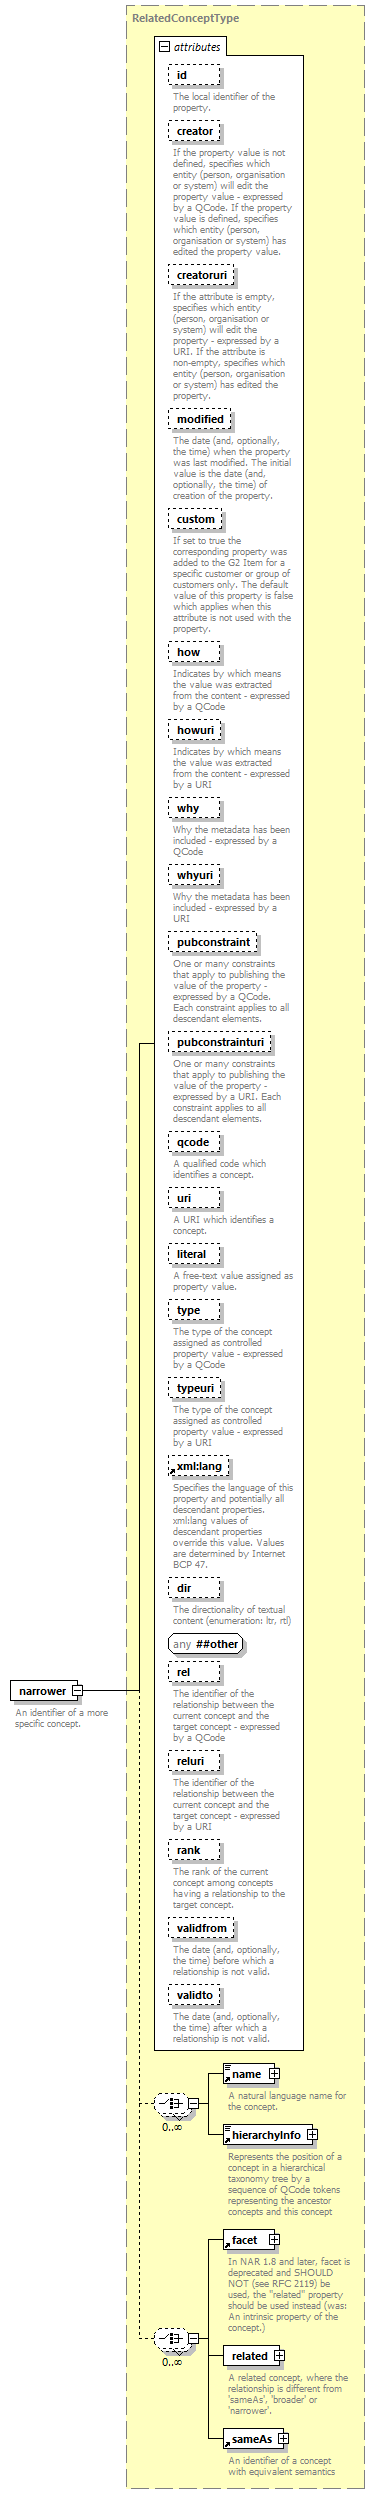 RelatedConceptType
attributes
id
The local identifier of the
property.
creator
If the property value is not
defined, specifies which
entity (person, organisation
or system) will edit the
property value - expressed
by a QCode. If the property
value is defined, specifies
which entity (person,
organisation or system) has
edited the property value.
creatoruri
If the attribute is empty,
specifies which entity
(person, organisation or
system) will edit the
property - expressed by a
URI. If the attribute is
non-empty, specifies which
entity (person, organisation
or system) has edited the
property.
modified
The date (and, optionally,
the time) when the property
was last modified. The initial
value is the date (and,
optionally, the time) of
creation of the property.
custom
If set to true the
corresponding property was
added to the G2 Item for a
specific customer or group of
customers only. The default
value of this property is false
which applies when this
attribute is not used with the
property.
how
Indicates by which means
the value was extracted
from the content - expressed
by a QCode
howuri
Indicates by which means
the value was extracted
from the content - expressed
by a URI
why
Why the metadata has been
included - expressed by a
QCode
whyuri
Why the metadata has been
included - expressed by a
URI
pubconstraint
One or many constraints
that apply to publishing the
value of the property -
expressed by a QCode.
Each constraint applies to all
descendant elements.
pubconstrainturi
One or many constraints
that apply to publishing the
value of the property -
expressed by a URI. Each
constraint applies to all
descendant elements.
qcode
A qualified code which
identifies a concept.
uri
A URI which identifies a
concept.
literal
A free-text value assigned as
property value.
type
The type of the concept
assigned as controlled
property value - expressed
by a QCode
typeuri
The type of the concept
assigned as controlled
property value - expressed
by a URI
xml:lang
Specifies the language of this
property and potentially all
descendant properties.
xml:lang values of
descendant properties
override this value. Values
are determined by Internet
BCP 47.
dir
The directionality of textual
content (enumeration: ltr, rtl)
any ##other
narrower
An identifier of a more
specific concept.
rel
The identifier of the
relationship between the
current concept and the
target concept - expressed
by a QCode
reluri
The identifier of the
relationship between the
current concept and the
target concept - expressed
by a URI
rank
The rank of the current
concept among concepts
having a relationship to the
target concept.
validfrom
The date (and, optionally,
the time) before which a
relationship is not valid.
validto
The date (and, optionally,
the time) after which a
relationship is not valid.
0..∞
name
A natural language name for
the concept.
hierarchyInfo
Represents the position of a
concept in a hierarchical
taxonomy tree by a
sequence of QCode tokens
representing the ancestor
concepts and this concept
0..∞
facet
In NAR 1.8 and later, facet is
deprecated and SHOULD
NOT (see RFC 2119) be
used, the "related" property
should be used instead (was:
An intrinsic property of the
concept.)
related
A related concept, where the
relationship is different from
'sameAs', 'broader' or
'narrower'.
sameAs
An identifier of a concept
with equivalent semantics